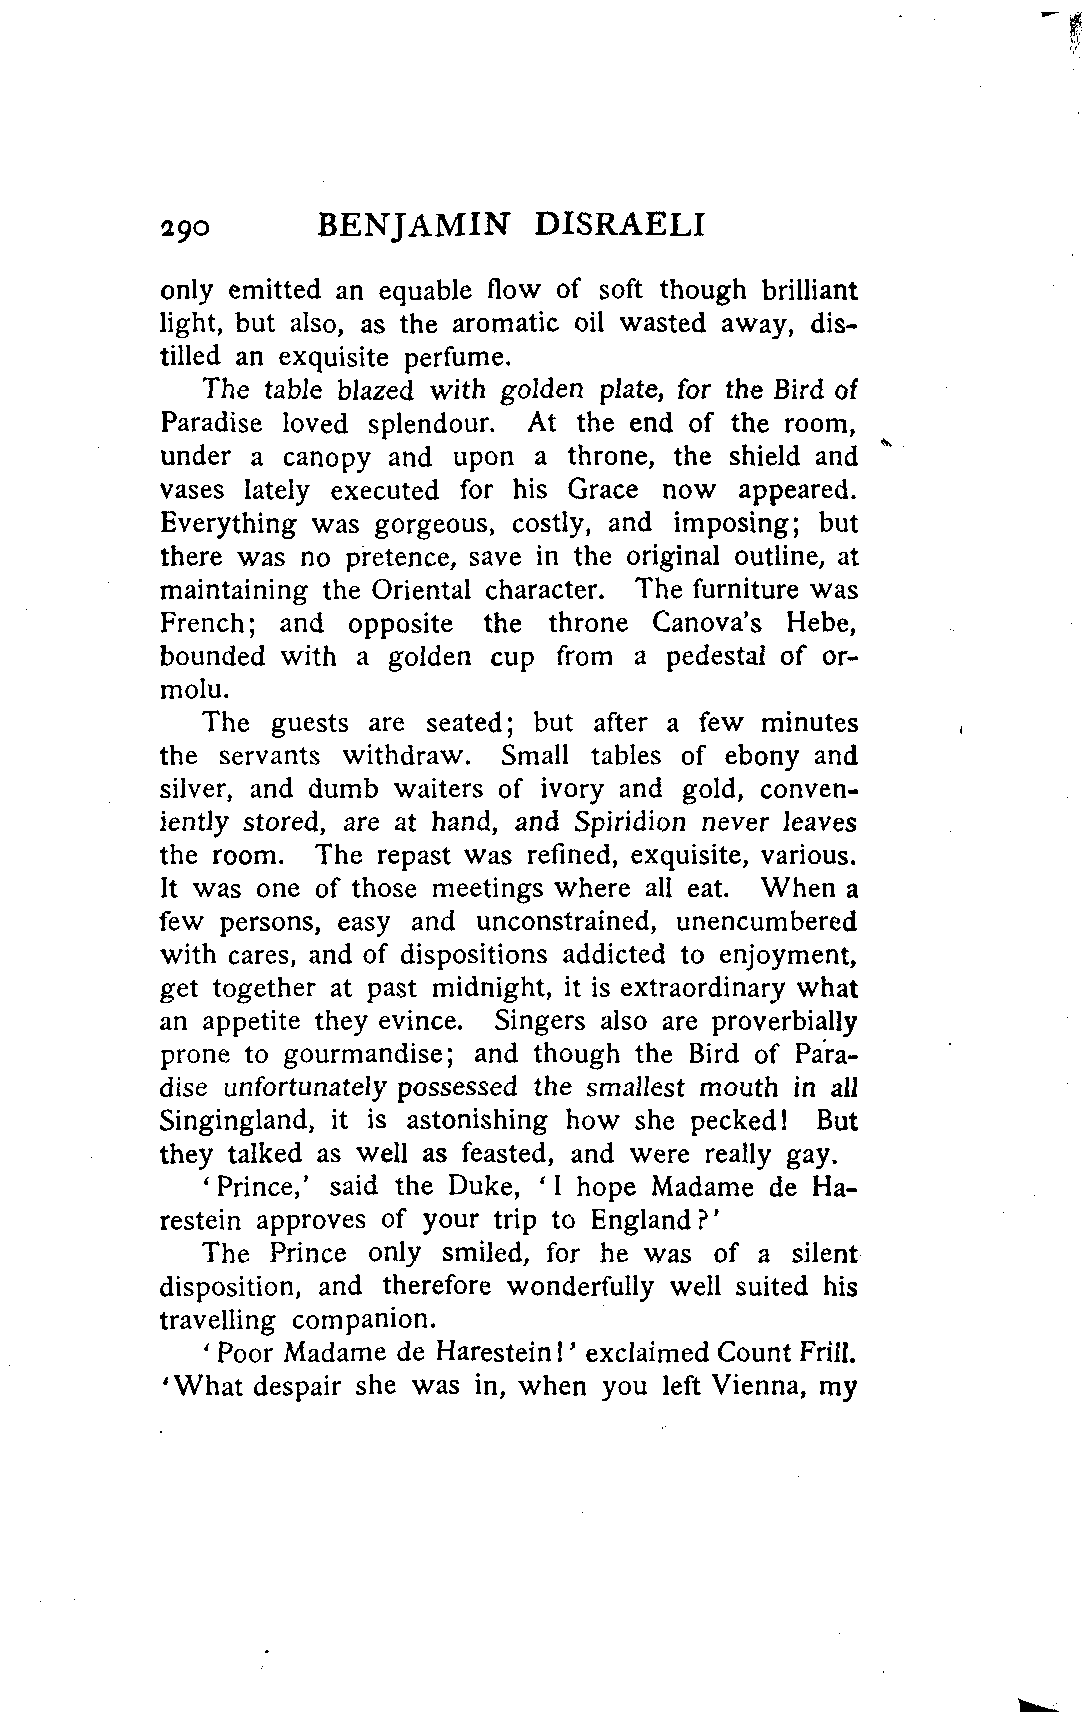 290 BENJAMIN DISRAELI
only emitted an equable flow of soft though brilliant
light, but also, as the aromatic oil wasted away, dis-
tilled an exquisite perfume.
The table blazed with golden plate, for the Bird of
Paradise loved splendour. At the end of the room,
under a canopy and upon a throne, the shield and
vases lately executed for his Grace now appeared.
Everything was gorgeous, costly, and imposing; but
there was no pretence, save in the original outline, at
maintaining the Oriental character. The furniture was
French; and opposite the throne Canova's Hebe,
bounded with a golden cup from a pedestal of or-
molu.
The guests are seated; but after a few minutes
the servants withdraw. Small tables of ebony and
silver, and dumb waiters of ivory and gold, conven-
iently stored, are at hand, and Spiridion never leaves
the room. The repast was refined, exquisite, various.
It was one of those meetings where all eat. When a
few persons, easy and unconstrained, unencumbered
with cares, and of dispositions addicted to enjoyment,
get together at past midnight, it is extraordinary what
an appetite they evince. Singers also are proverbially
prone to gourmandise; and though the Bird of Para-
dise unfortunately possessed the smallest mouth in all
Singingland, it is astonishing how she pecked! But
they talked as well as feasted, and were really gay.
'Prince,' said the Duke, 'I hope Madame de Ha-
restein approves of your trip to England?'
The Prince only smiled, for he was of a silent
disposition, and therefore wonderfully well suited his
travelling companion.
'Poor Madame de Harestein!' exclaimed Count Frill.
'What despair she was in, when you left Vienna, my